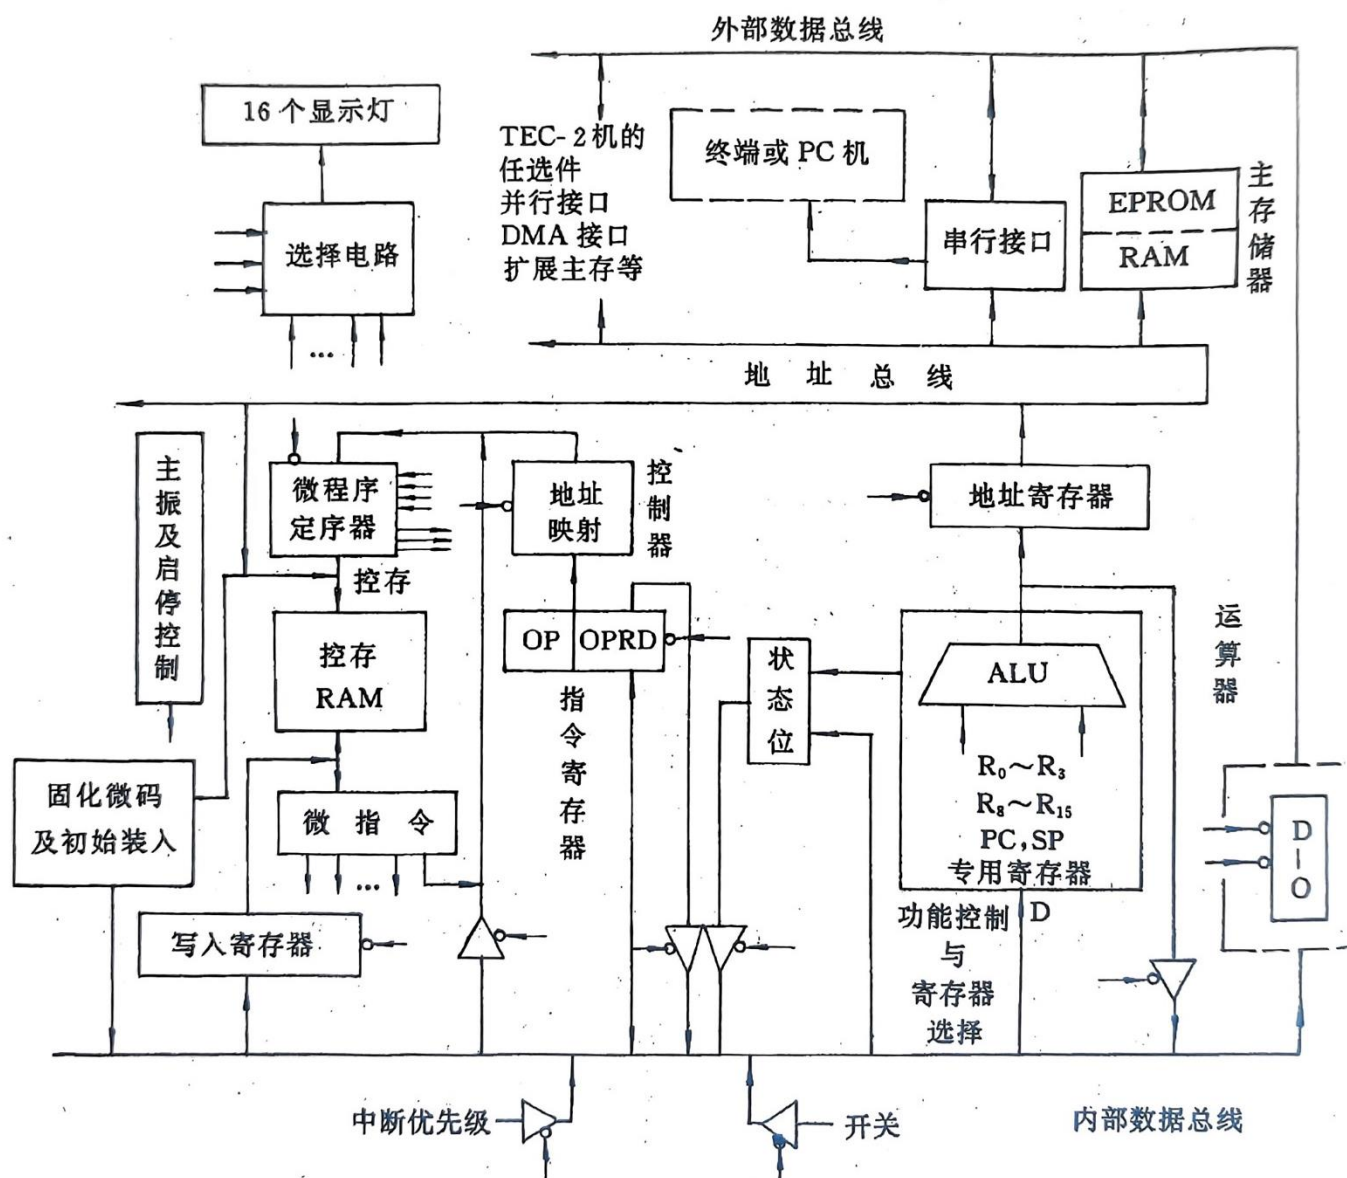 外部数据总线
16个显示灯
TEC-2机的
任选件
并行接口
DMA接口
扩展主存等
终端或PC机
串行接口
EPROM
RAM
主存储器
选择电路
...
地址总线
主振及启停控制
微程序
定序器
地址
映射
控制器
地址寄存器
控存
控存
RAM
OP
OPRD
指令寄存器
状态位
ALU
R₀～R₃
R₈～R₁₅
PC,SP
专用寄存器
运算器
D
O
固化微码
及初始装入
微指令
...
写入寄存器
功能控制
与
寄存器
选择
D
中断优先级
开关
内部数据总线